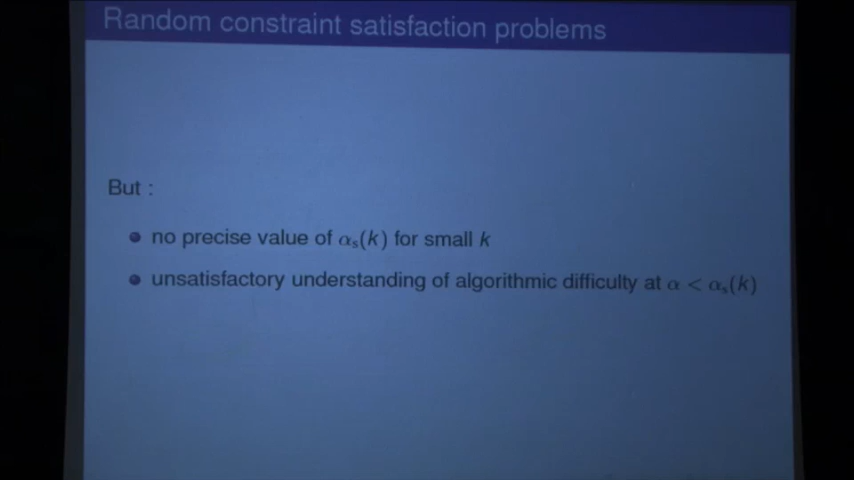 Random constraint satisfaction problems
But :
no precise value of αₛ(k) for small k
unsatisfactory understanding of algorithmic difficulty at α < αₛ(k)